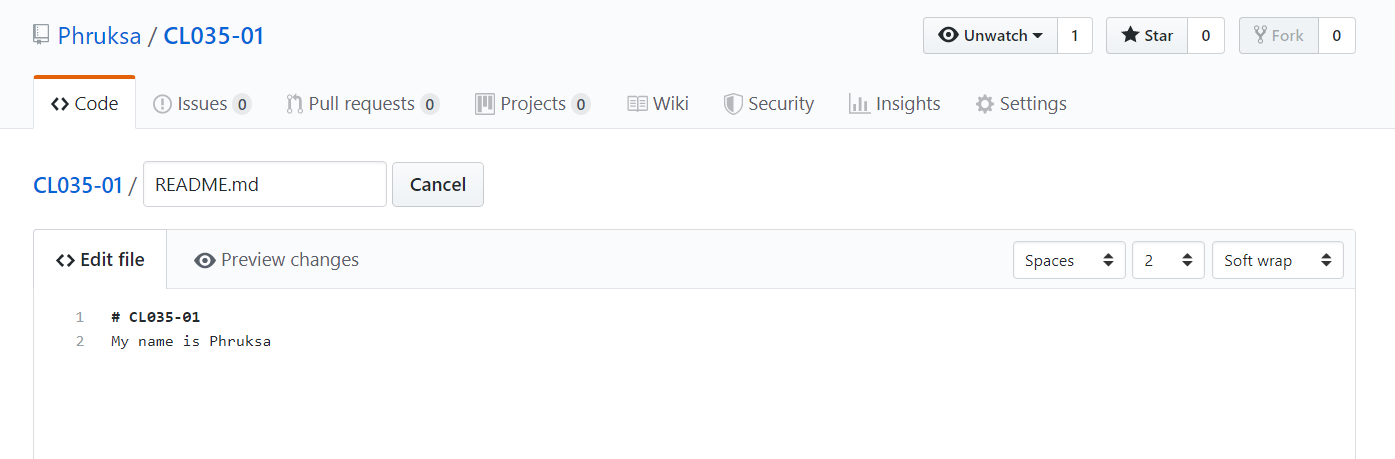 Phruksa / CL035-01 Unwatch 1 Star 0 Fork 0
Code Issues 0 Pull requests 0 Projects 0 Wiki Security Insights Settings
CL035-01 / README.md Cancel
Edit file Preview changes Spaces 2 Soft wrap
1 # CL035-01
2 My name is Phruksa